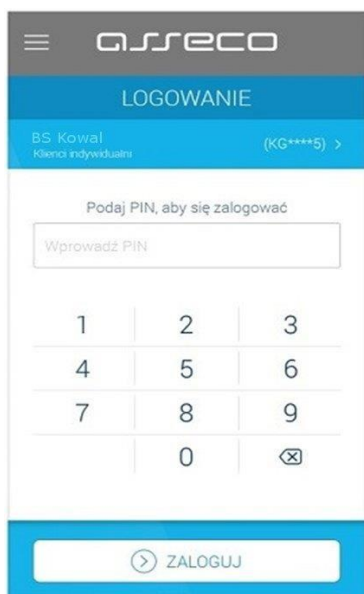 asseco
LOGOWANIE
BS Kowal
Klienci indywidualni
(KG****5) >
Podaj PIN, aby się zalogować
Wprowadź PIN
1 2 3
4 5 6
7 8 9
0
ZALOGUJ